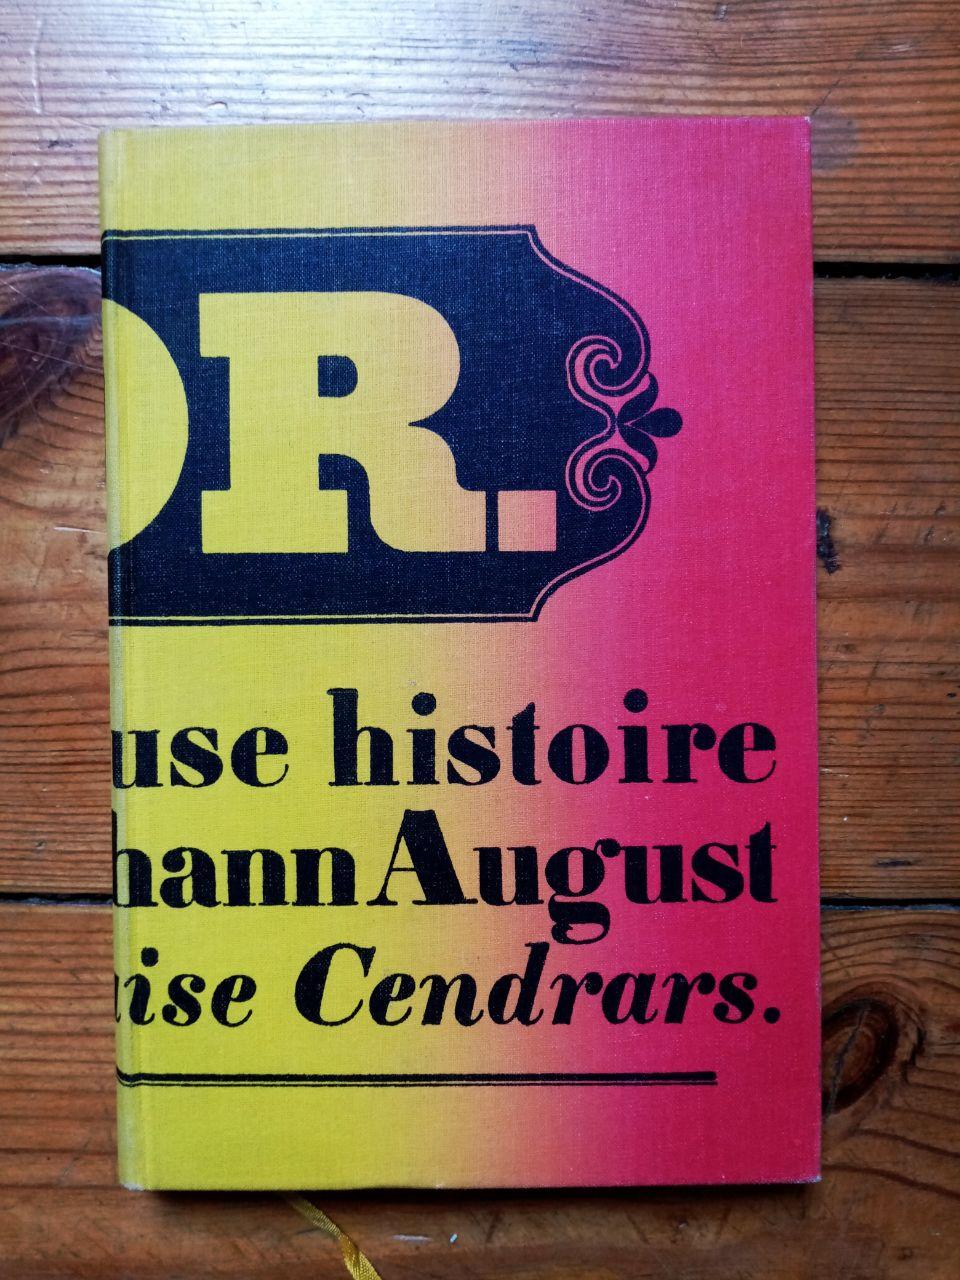 OR.
use histoire
hann August
aise Cendrars.